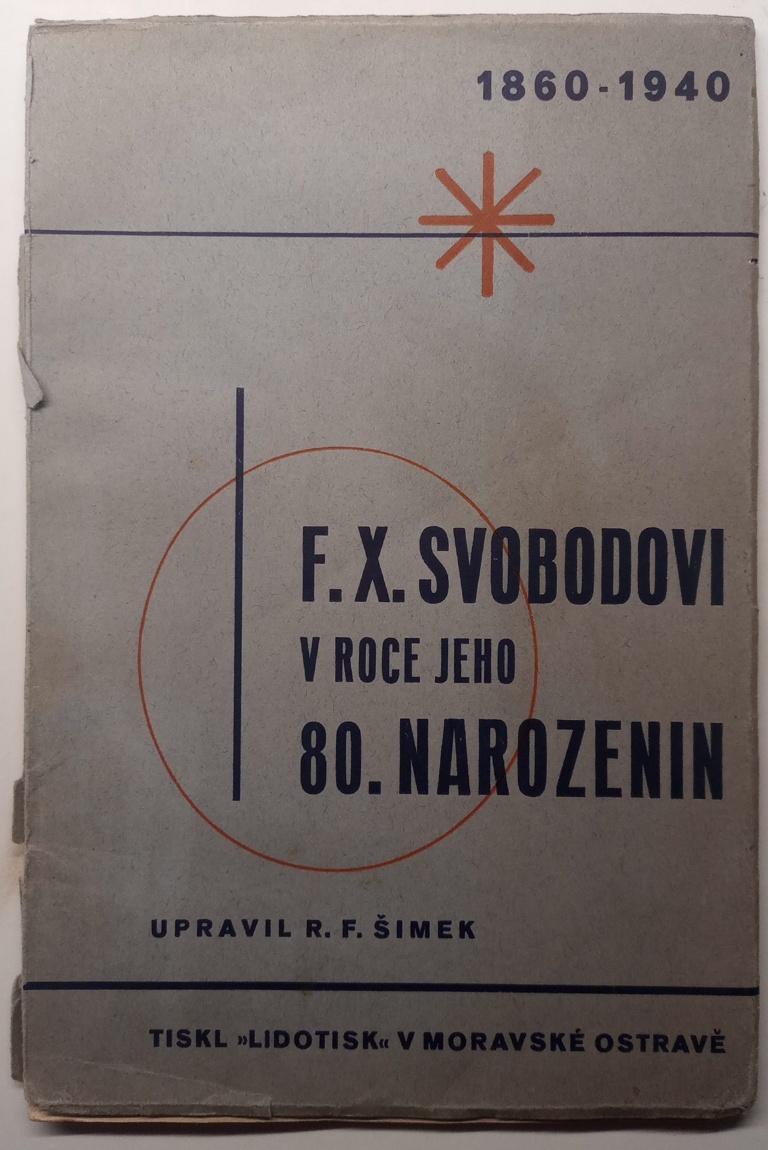 1860-1940
F. X. SVOBODOVI
V ROCE JEHO
80. NAROZENIN
UPRAVIL R. F. ŠIMEK
TISKL »LIDOTISK« V MORAVSKÉ OSTRAVĚ